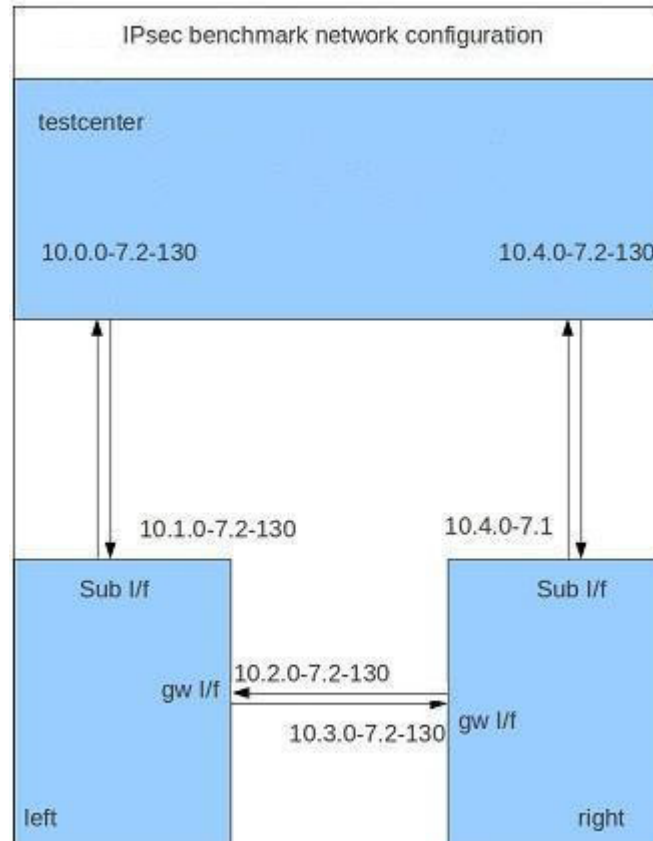 IPsec benchmark network configuration
testcenter
10.0.0-7.2-130
10.4.0-7.2-130
10.1.0-7.2-130
10.4.0-7.1
Sub I/f
Sub I/f
10.2.0-7.2-130
gw I/f
gw I/f
10.3.0-7.2-130
left
right